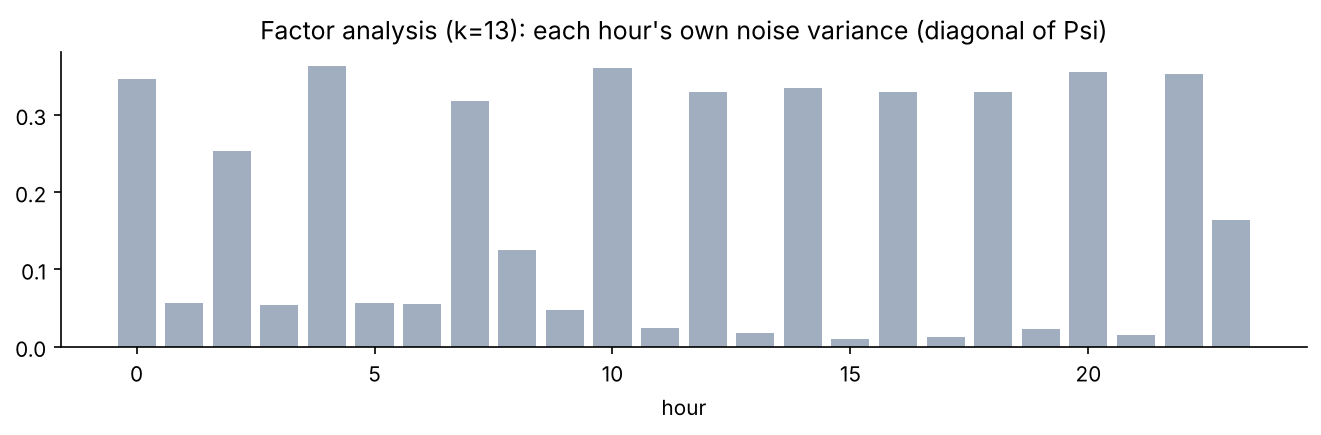 Factor analysis (k=13): each hour's own noise variance (diagonal of Psi)
0.3
0.2
0.1
0.0
0 5 10 15 20
hour